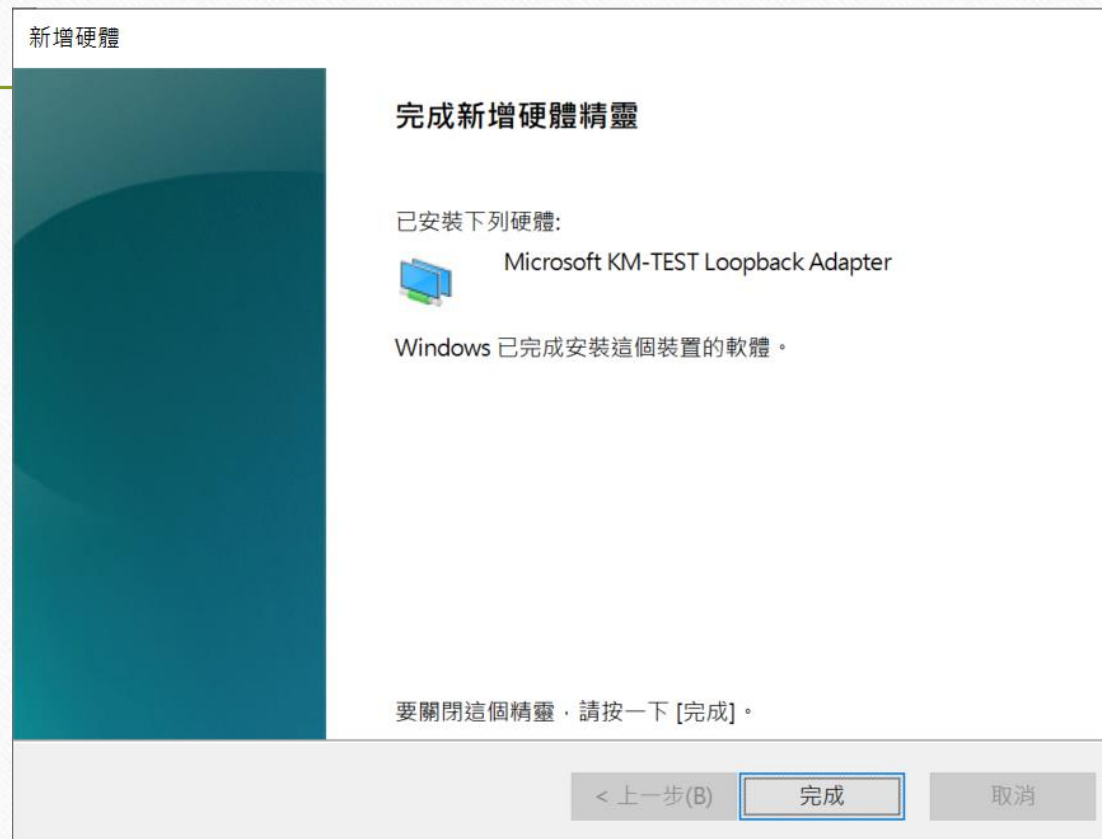 新增硬體
完成新增硬體精靈
已安裝下列硬體:
Microsoft KM-TEST Loopback Adapter
Windows 已完成安裝這個裝置的軟體。
要關閉這個精靈，請按一下 [完成]。
< 上一步(B)
完成
取消